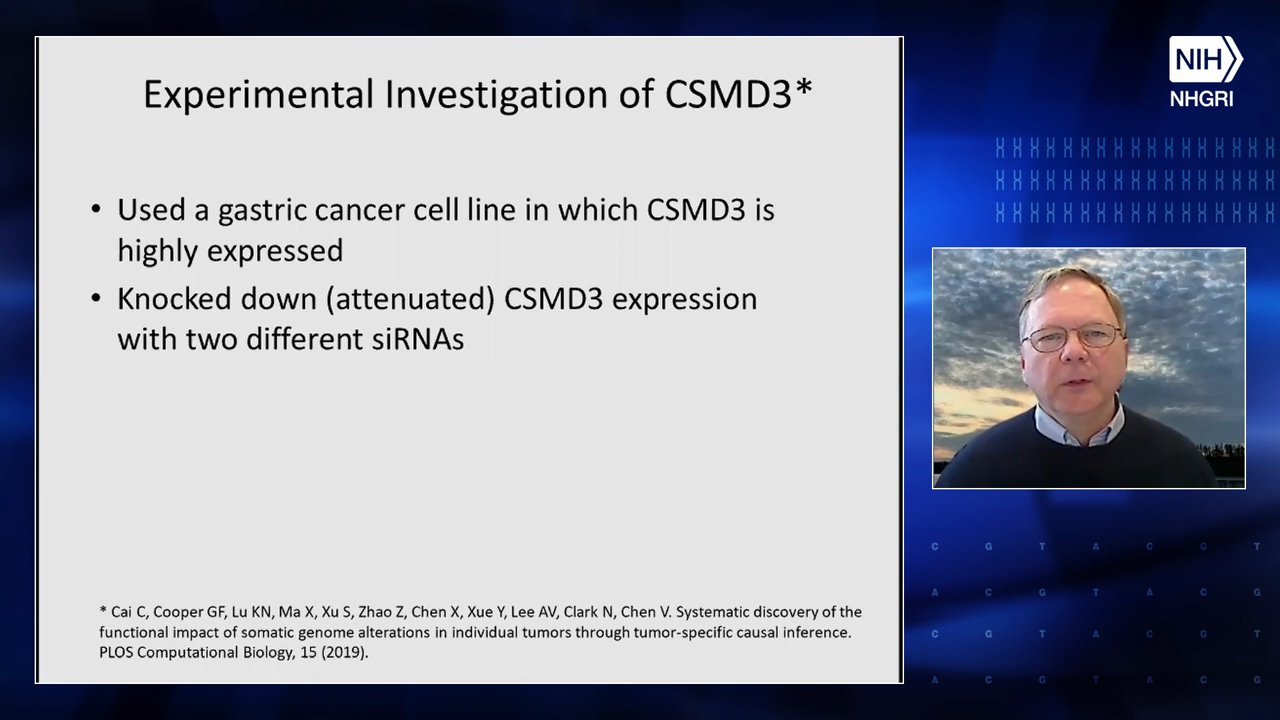 Experimental Investigation of CSMD3*
• Used a gastric cancer cell line in which CSMD3 is
highly expressed
• Knocked down (attenuated) CSMD3 expression
with two different siRNAs
* Cai C, Cooper GF, Lu KN, Ma X, Xu S, Zhao Z, Chen X, Xue Y, Lee AV, Clark N, Chen V. Systematic discovery of the
functional impact of somatic genome alterations in individual tumors through tumor-specific causal inference.
PLOS Computational Biology, 15 (2019).
NIH
NHGRI
C G T A C G T
A C G T A C G
C G T A C G T
A C G T A C G